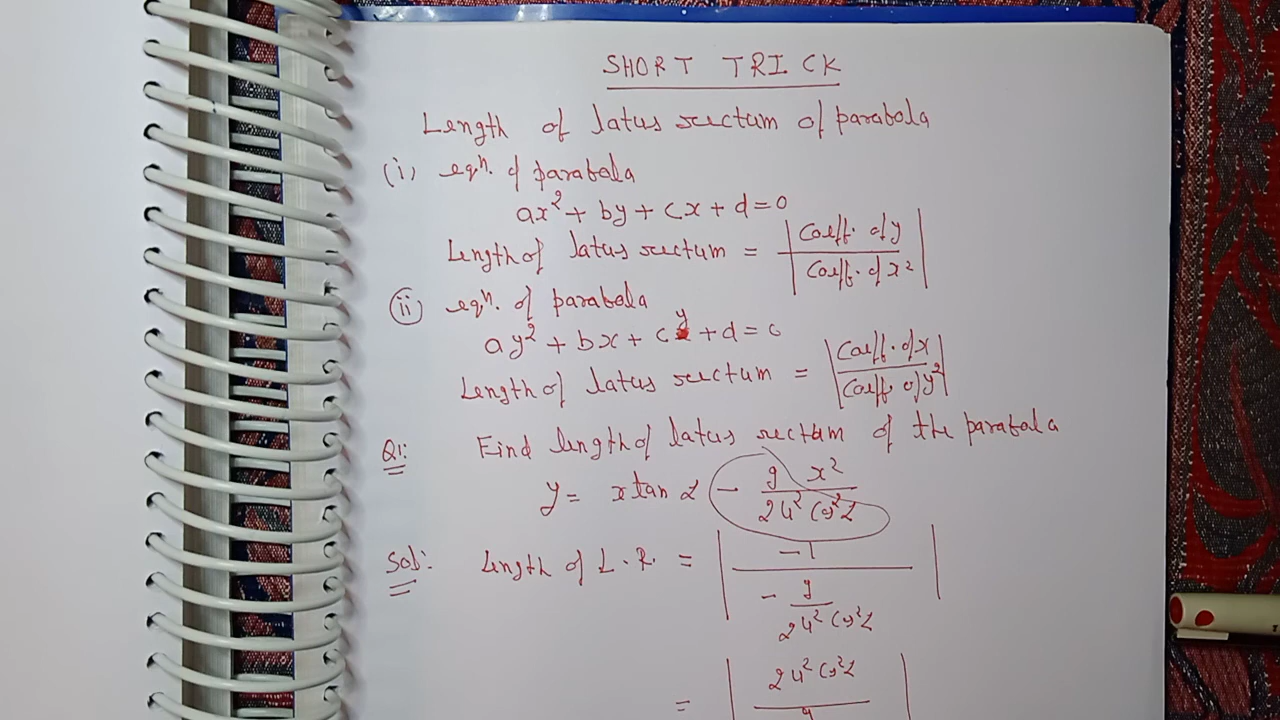 SHORT TRICK
Length of latus rectum of parabola
(i) eqⁿ. of parabola
ax² + by + cx + d = 0
Length of latus rectum = | Coeff. of y / Coeff. of x² |
(ii) eqⁿ. of parabola
ay² + bx + cy + d = 0
Length of latus rectum = | Coeff. of x / Coeff. of y² |
Q1: Find length of latus rectum of the parabola
y = x tan α - g x² / 2u² Cos²α
Sol: Length of L.R. = | -1 / - g / 2u² Cos²α |
= | 2u² Cos²α / g |